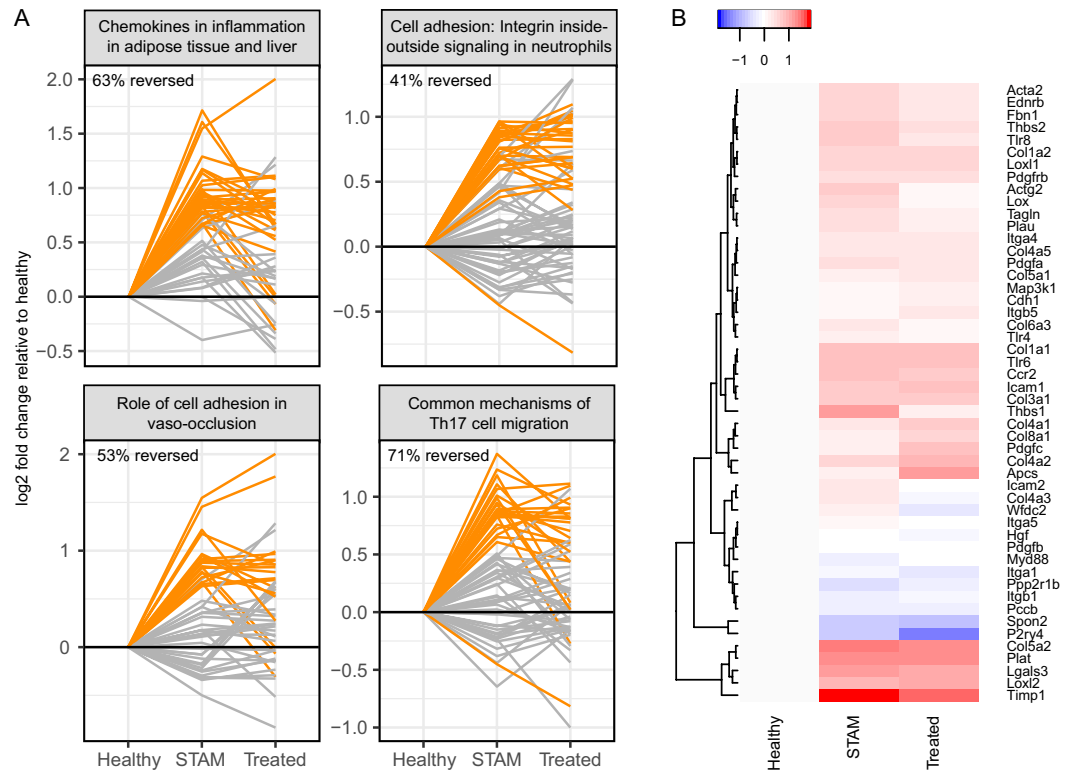 A
Chemokines in inflammation
in adipose tissue and liver
63% reversed
2.0
1.5
1.0
0.5
0.0
−0.5
Cell adhesion: Integrin inside-
outside signaling in neutrophils
41% reversed
1.0
0.5
0.0
−0.5
log2 fold change relative to healthy
Role of cell adhesion in
vaso-occlusion
53% reversed
2
1
0
Common mechanisms of
Th17 cell migration
71% reversed
1.0
0.5
0.0
−0.5
−1.0
Healthy STAM Treated
Healthy STAM Treated
B
−1 0 1
Acta2
Ednrb
Fbn1
Thbs2
Tlr8
Col1a2
Loxl1
Pdgfrb
Actg2
Lox
Tagln
Plau
Itga4
Col4a5
Pdgfa
Col5a1
Map3k1
Cdh1
Itgb5
Col6a3
Tlr4
Col1a1
Tlr6
Ccr2
Icam1
Col3a1
Thbs1
Col4a1
Col8a1
Pdgfc
Col4a2
Apcs
Icam2
Col4a3
Wfdc2
Itga5
Hgf
Pdgfb
Myd88
Itga1
Ppp2r1b
Itgb1
Pccb
Spon2
P2ry4
Col5a2
Plat
Lgals3
Loxl2
Timp1
Healthy
STAM
Treated